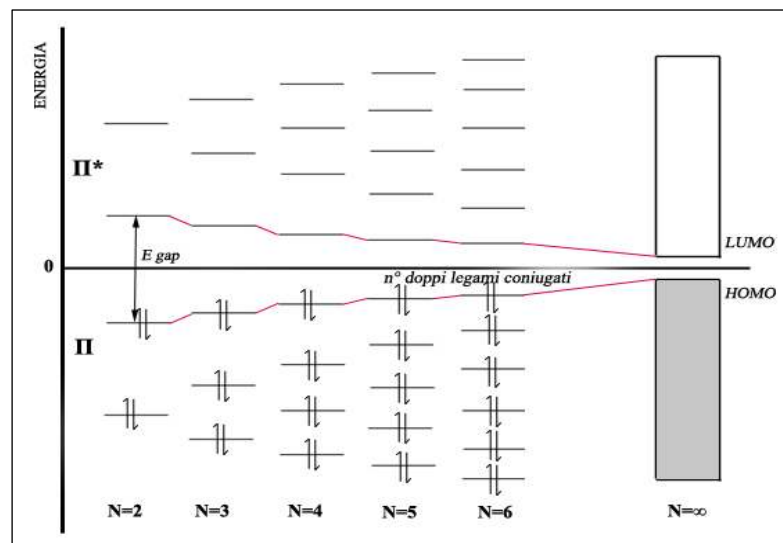 ENERGIA
Π*
E gap
LUMO
0
n° doppi legami coniugati
HOMO
Π
N=2
N=3
N=4
N=5
N=6
N=∞